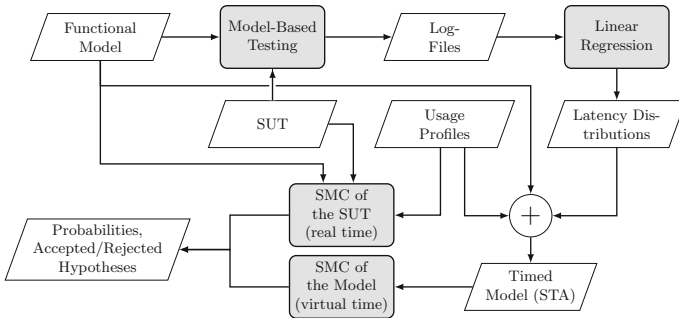 Functional
Model
Model-Based
Testing
Log-
Files
Linear
Regression
SUT
Usage
Profiles
Latency Dis-
tributions
SMC of
the SUT
(real time)
+
Probabilities,
Accepted/Rejected
Hypotheses
SMC of
the Model
(virtual time)
Timed
Model (STA)